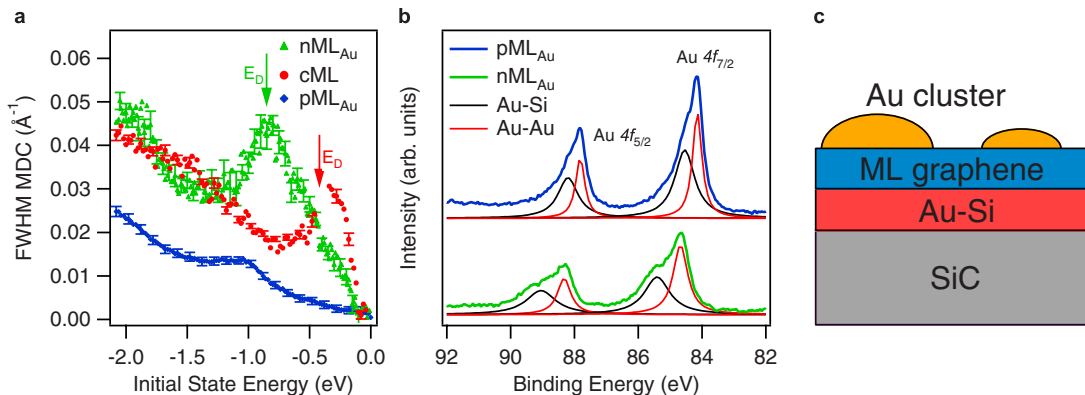 a
FWHM MDC (Å⁻¹)
0.06
0.05
0.04
0.03
0.02
0.01
0.00
-2.0
-1.5
-1.0
-0.5
0.0
Initial State Energy (eV)
E_D
E_D
nML_Au
cML
pML_Au
b
Intensity (arb. units)
pML_Au
nML_Au
Au-Si
Au-Au
Au 4f_7/2
Au 4f_5/2
92
90
88
86
84
82
Binding Energy (eV)
c
Au cluster
ML graphene
Au-Si
SiC